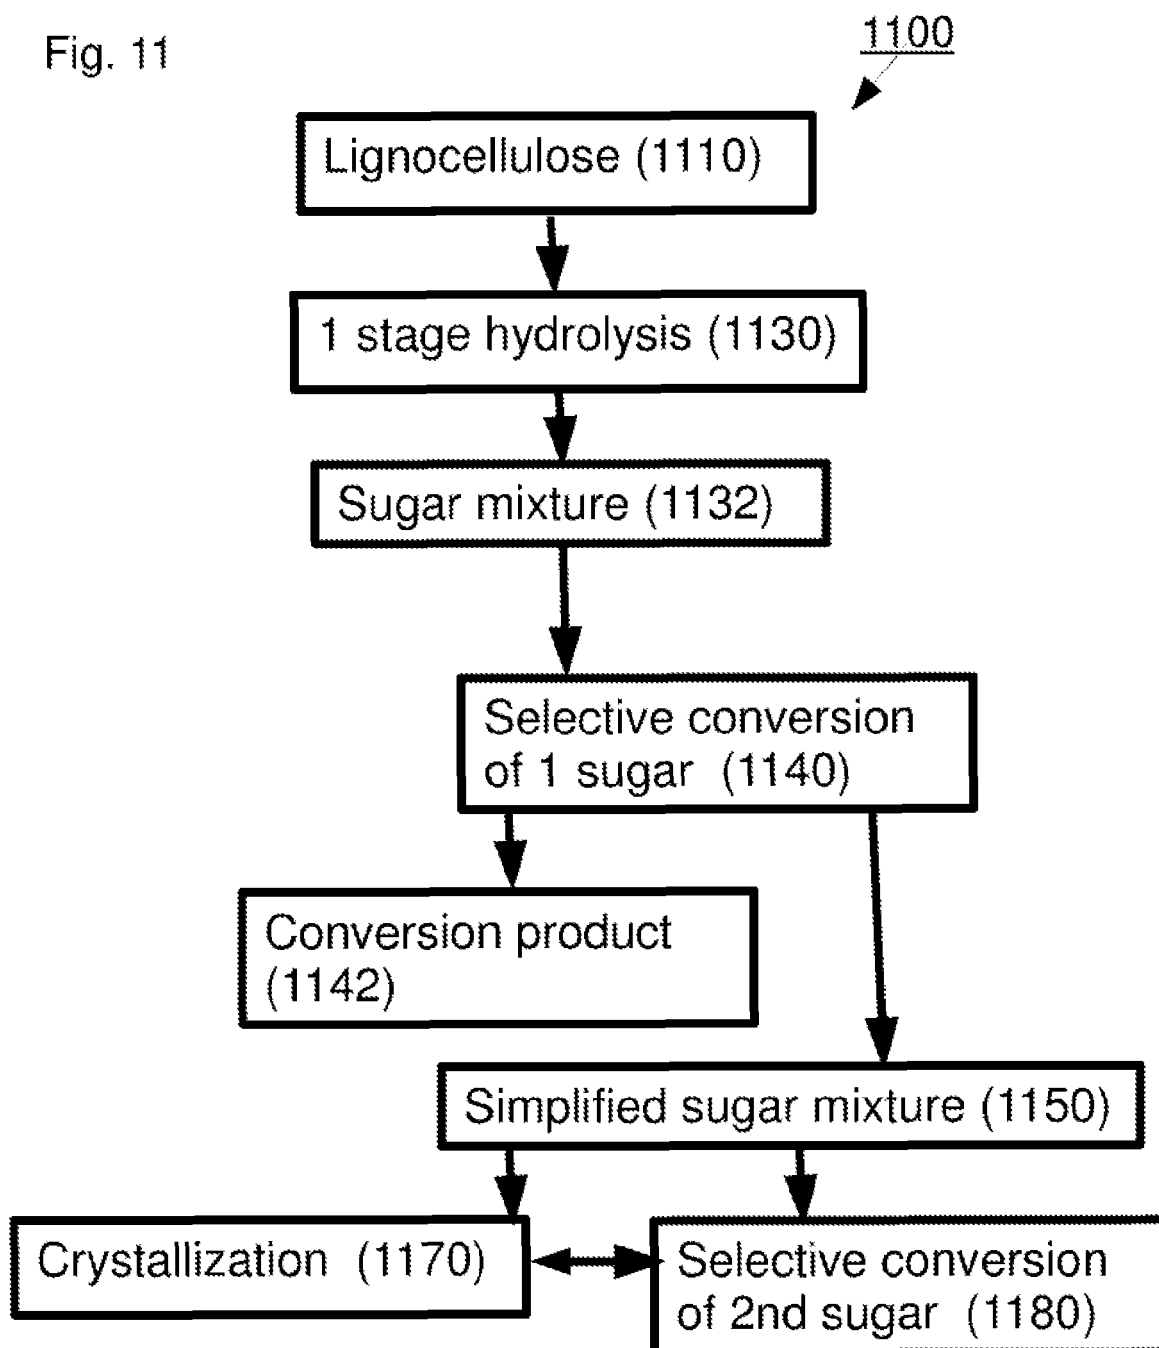 Fig. 11
1100
Lignocellulose (1110)
1 stage hydrolysis (1130)
Sugar mixture (1132)
Selective conversion
of 1 sugar (1140)
Conversion product
(1142)
Simplified sugar mixture (1150)
Crystallization (1170)
Selective conversion
of 2nd sugar (1180)